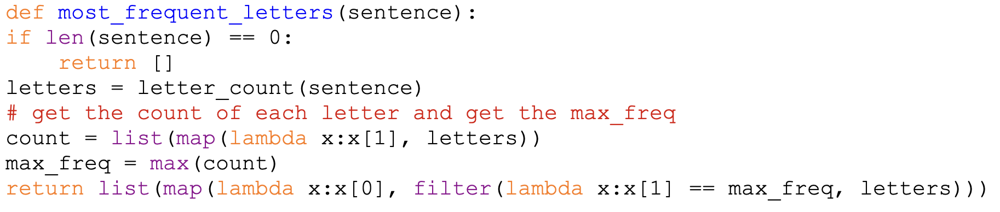 def most_frequent_letters(sentence):
if len(sentence) == 0:
    return []
letters = letter_count(sentence)
# get the count of each letter and get the max_freq
count = list(map(lambda x:x[1], letters))
max_freq = max(count)
return list(map(lambda x:x[0], filter(lambda x:x[1] == max_freq, letters)))